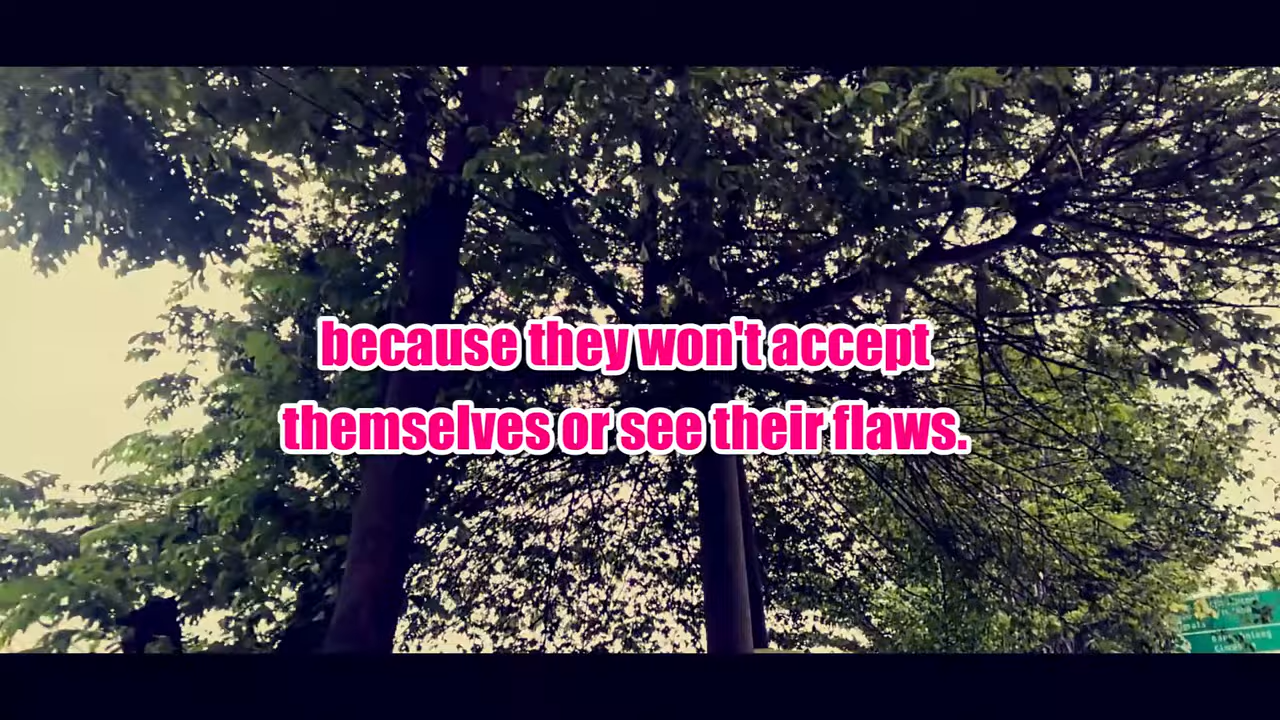 because they won't accept
themselves or see their flaws.